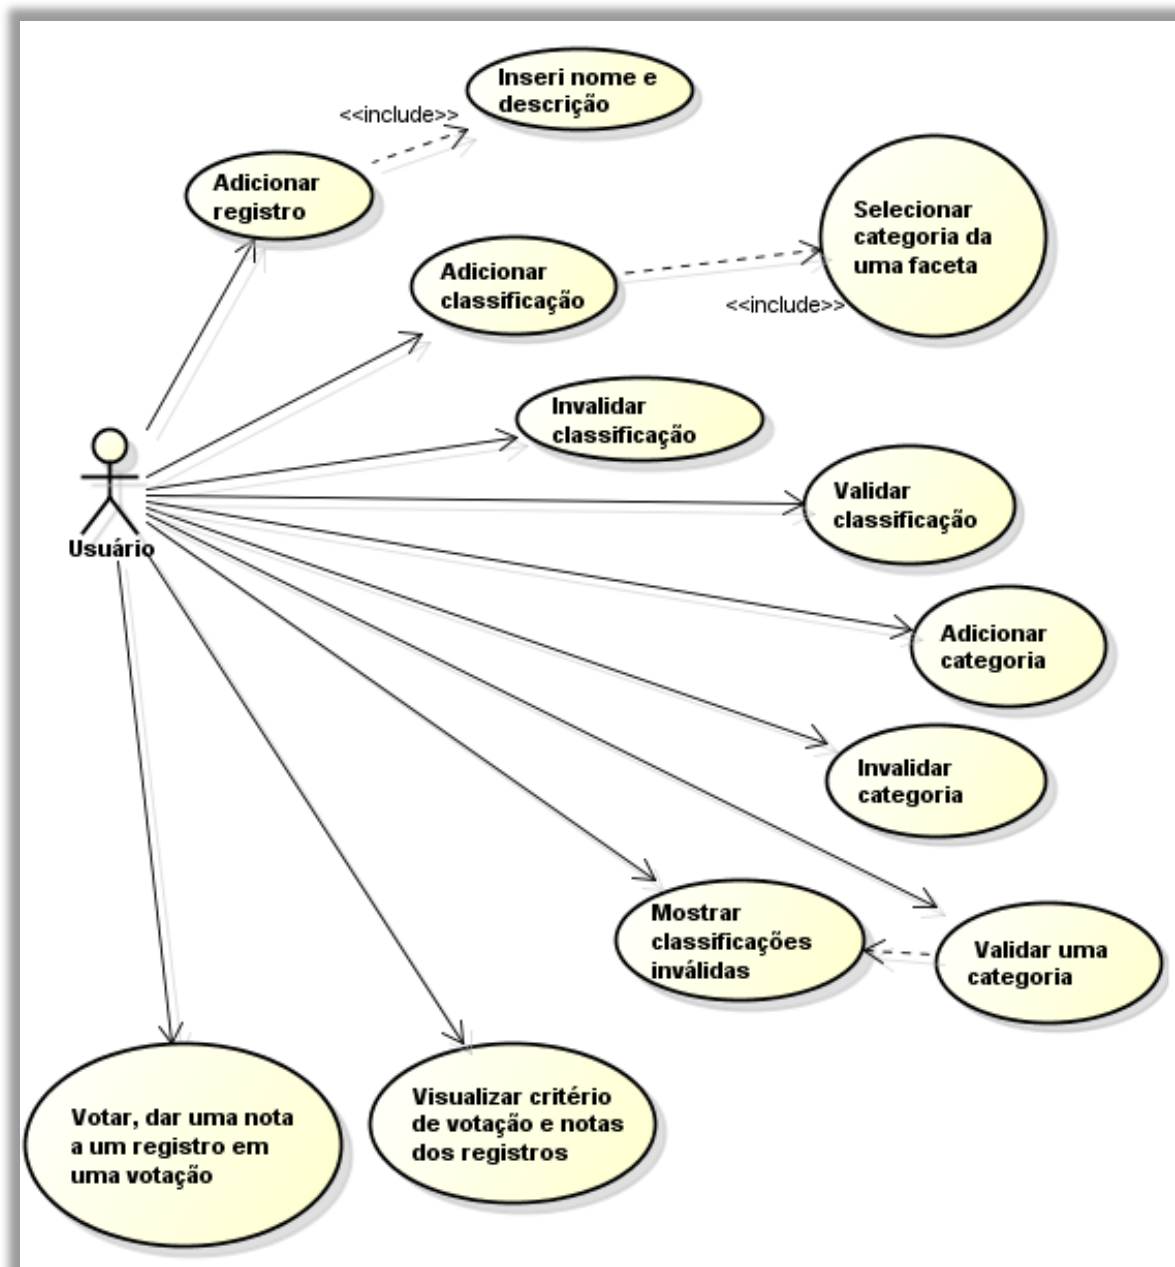 Inseri nome e
descrição
<<include>>
Adicionar
registro
Selecionar
categoria da
uma faceta
Adicionar
classificação
<<include>>
Invalidar
classificação
Validar
classificação
Usuário
Adicionar
categoria
Invalidar
categoria
Mostrar
classificações
inválidas
Validar uma
categoria
Votar, dar uma nota
a um registro em
uma votação
Visualizar critério
de votação e notas
dos registros